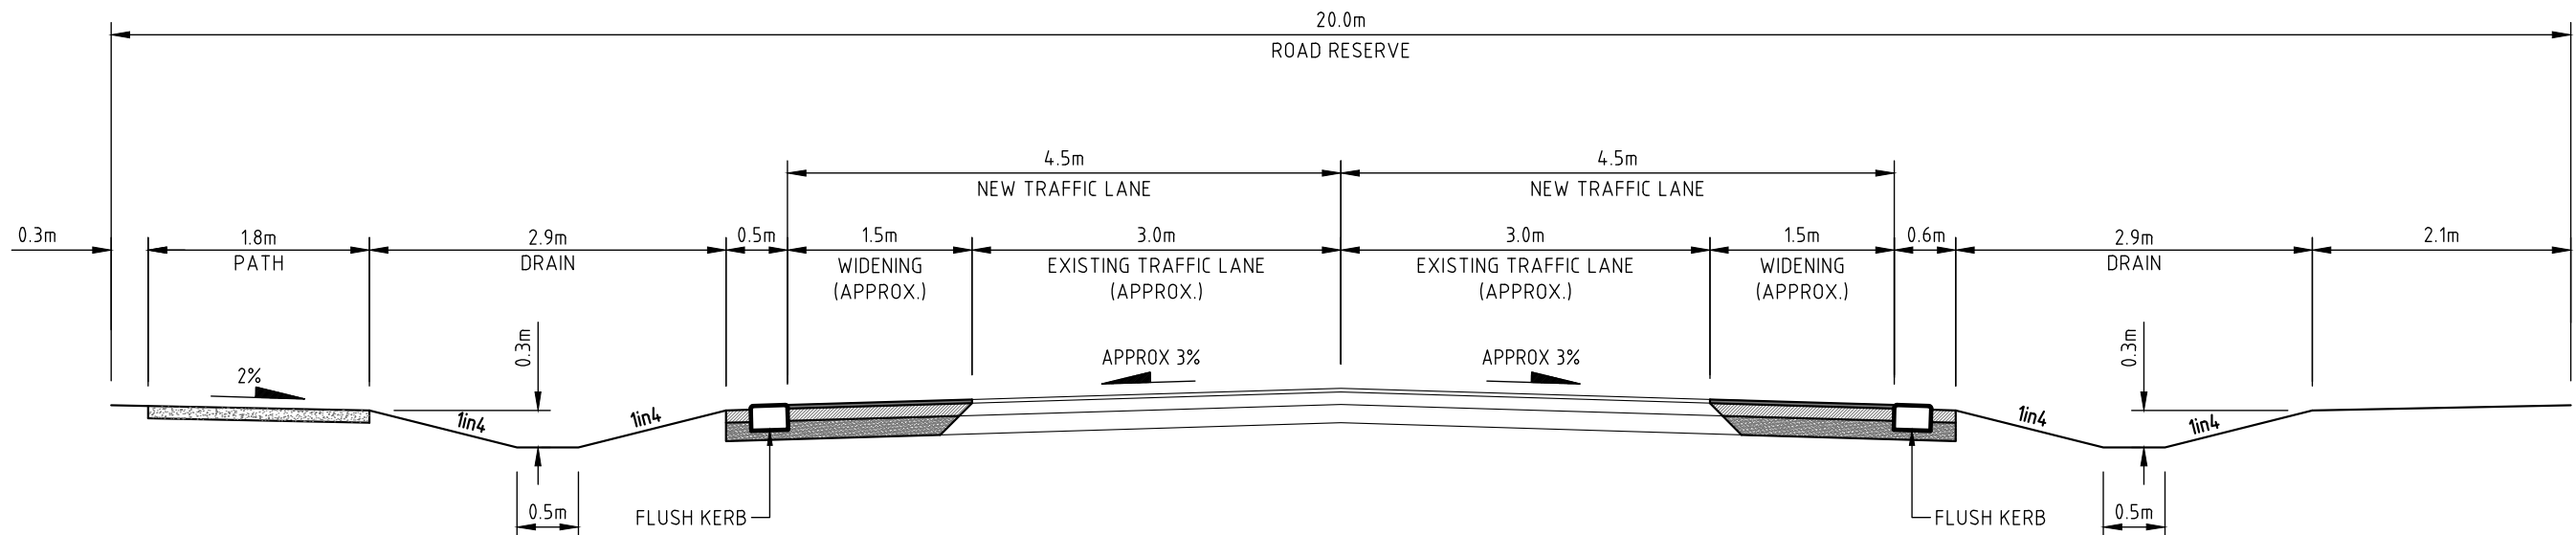 20.0m
ROAD RESERVE
4.5m
4.5m
NEW TRAFFIC LANE
NEW TRAFFIC LANE
0.3m
1.8m
2.9m
0.5m
1.5m
3.0m
3.0m
1.5m
0.6m
2.9m
2.1m
PATH
DRAIN
WIDENING
(APPROX.)
EXISTING TRAFFIC LANE
(APPROX.)
EXISTING TRAFFIC LANE
(APPROX.)
WIDENING
(APPROX.)
DRAIN
0.3m
0.3m
APPROX 3%
APPROX 3%
2%
1in4
1in4
1in4
1in4
0.5m
FLUSH KERB
FLUSH KERB
0.5m